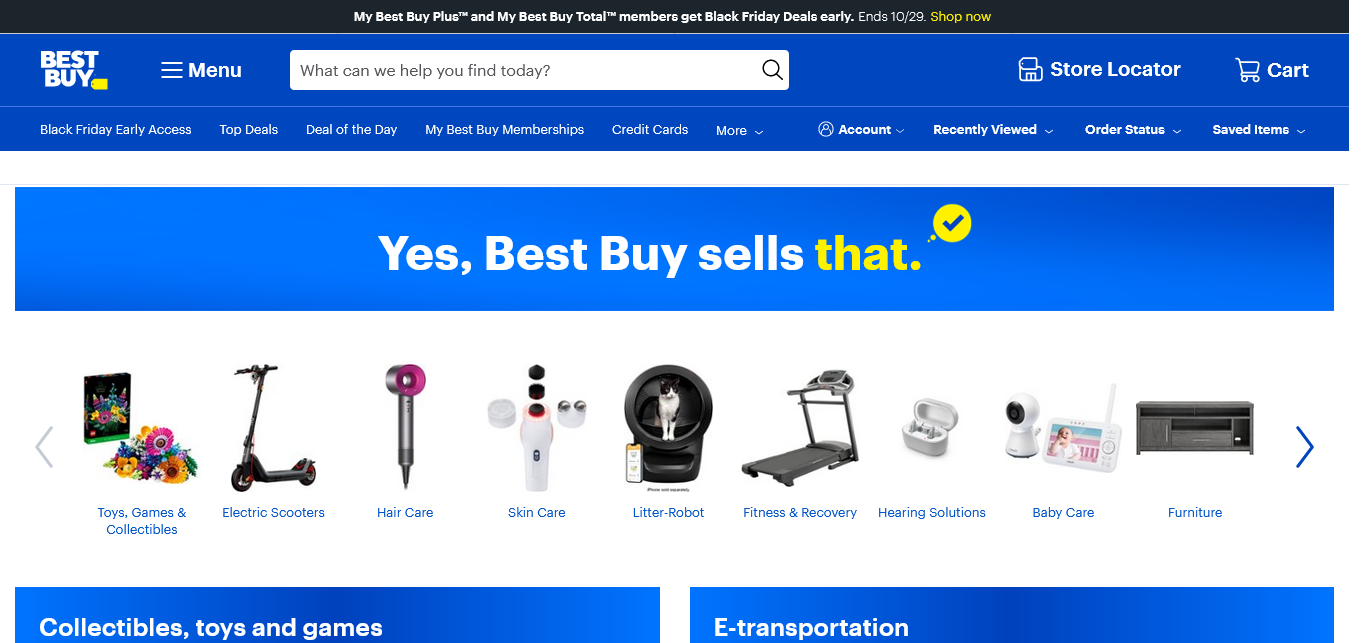 My Best Buy Plus™ and My Best Buy Total™ members get Black Friday Deals early. Ends 10/29. Shop now
BEST
BUY
Menu
What can we help you find today?
Store Locator
Cart
Black Friday Early Access
Top Deals
Deal of the Day
My Best Buy Memberships
Credit Cards
More
Account
Recently Viewed
Order Status
Saved Items
Yes, Best Buy sells that.
iPhone sold separately.
Toys, Games &
Collectibles
Electric Scooters
Hair Care
Skin Care
Litter-Robot
Fitness & Recovery
Hearing Solutions
Baby Care
Furniture
Collectibles, toys and games
E-transportation